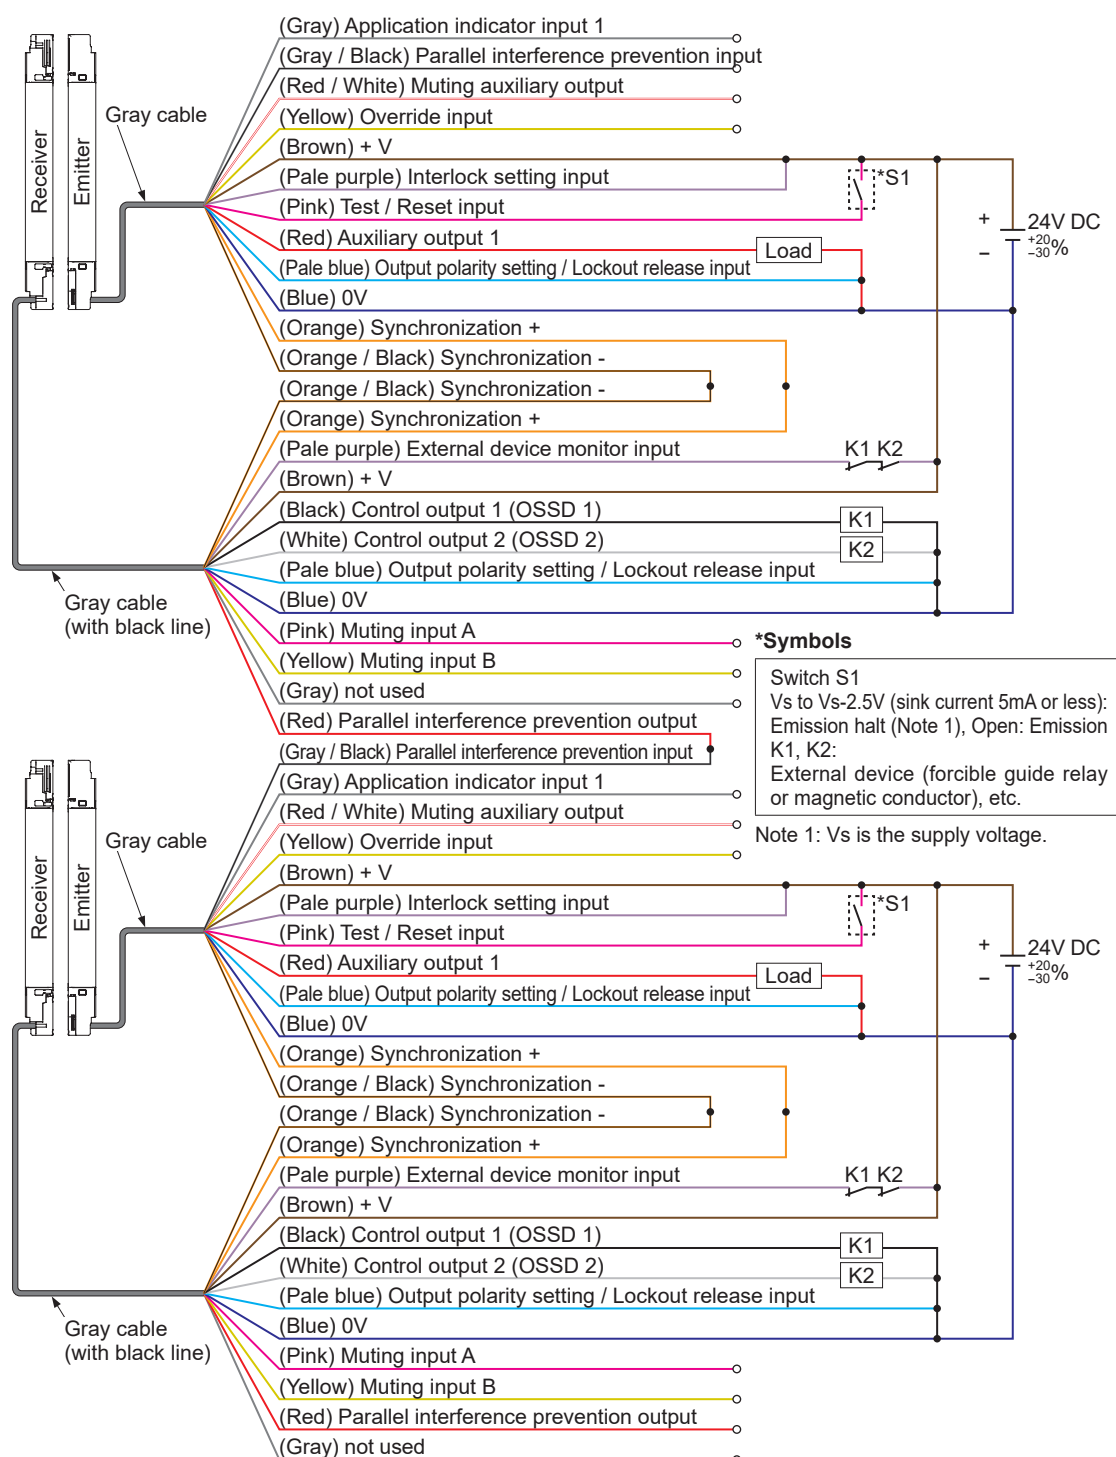 (Gray) Application indicator input 1
(Gray / Black) Parallel interference prevention input
(Red / White) Muting auxiliary output
Gray cable
(Yellow) Override input
(Brown) + V
Receiver
Emitter
(Pale purple) Interlock setting input
*S1
(Pink) Test / Reset input
+
24V DC
(Red) Auxiliary output 1
Load
–
+20
–30%
(Pale blue) Output polarity setting / Lockout release input
(Blue) 0V
(Orange) Synchronization +
(Orange / Black) Synchronization -
(Orange / Black) Synchronization -
(Orange) Synchronization +
(Pale purple) External device monitor input
K1 K2
(Brown) + V
(Black) Control output 1 (OSSD 1)
K1
(White) Control output 2 (OSSD 2)
K2
(Pale blue) Output polarity setting / Lockout release input
Gray cable
(with black line)
(Blue) 0V
(Pink) Muting input A
(Yellow) Muting input B
(Gray) not used
(Red) Parallel interference prevention output
*Symbols
Switch S1
Vs to Vs-2.5V (sink current 5mA or less):
Emission halt (Note 1), Open: Emission
K1, K2:
External device (forcible guide relay
or magnetic conductor), etc.
Note 1: Vs is the supply voltage.
(Gray / Black) Parallel interference prevention input
(Gray) Application indicator input 1
(Red / White) Muting auxiliary output
Gray cable
(Yellow) Override input
(Brown) + V
Receiver
Emitter
(Pale purple) Interlock setting input
*S1
(Pink) Test / Reset input
+
24V DC
(Red) Auxiliary output 1
Load
–
+20
–30%
(Pale blue) Output polarity setting / Lockout release input
(Blue) 0V
(Orange) Synchronization +
(Orange / Black) Synchronization -
(Orange / Black) Synchronization -
(Orange) Synchronization +
(Pale purple) External device monitor input
K1 K2
(Brown) + V
(Black) Control output 1 (OSSD 1)
K1
(White) Control output 2 (OSSD 2)
K2
(Pale blue) Output polarity setting / Lockout release input
Gray cable
(with black line)
(Blue) 0V
(Pink) Muting input A
(Yellow) Muting input B
(Red) Parallel interference prevention output
(Gray) not used